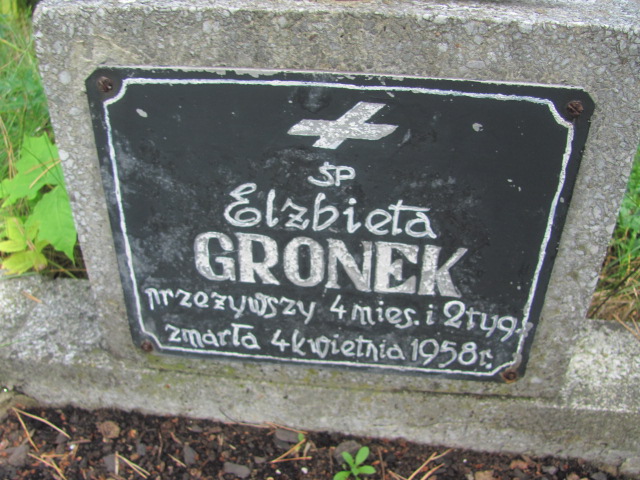 ŚP
Elżbieta
GRONEK
przeżywszy 4 mies. i 2 tyg.
zmarła 4 kwietnia 1958 r.